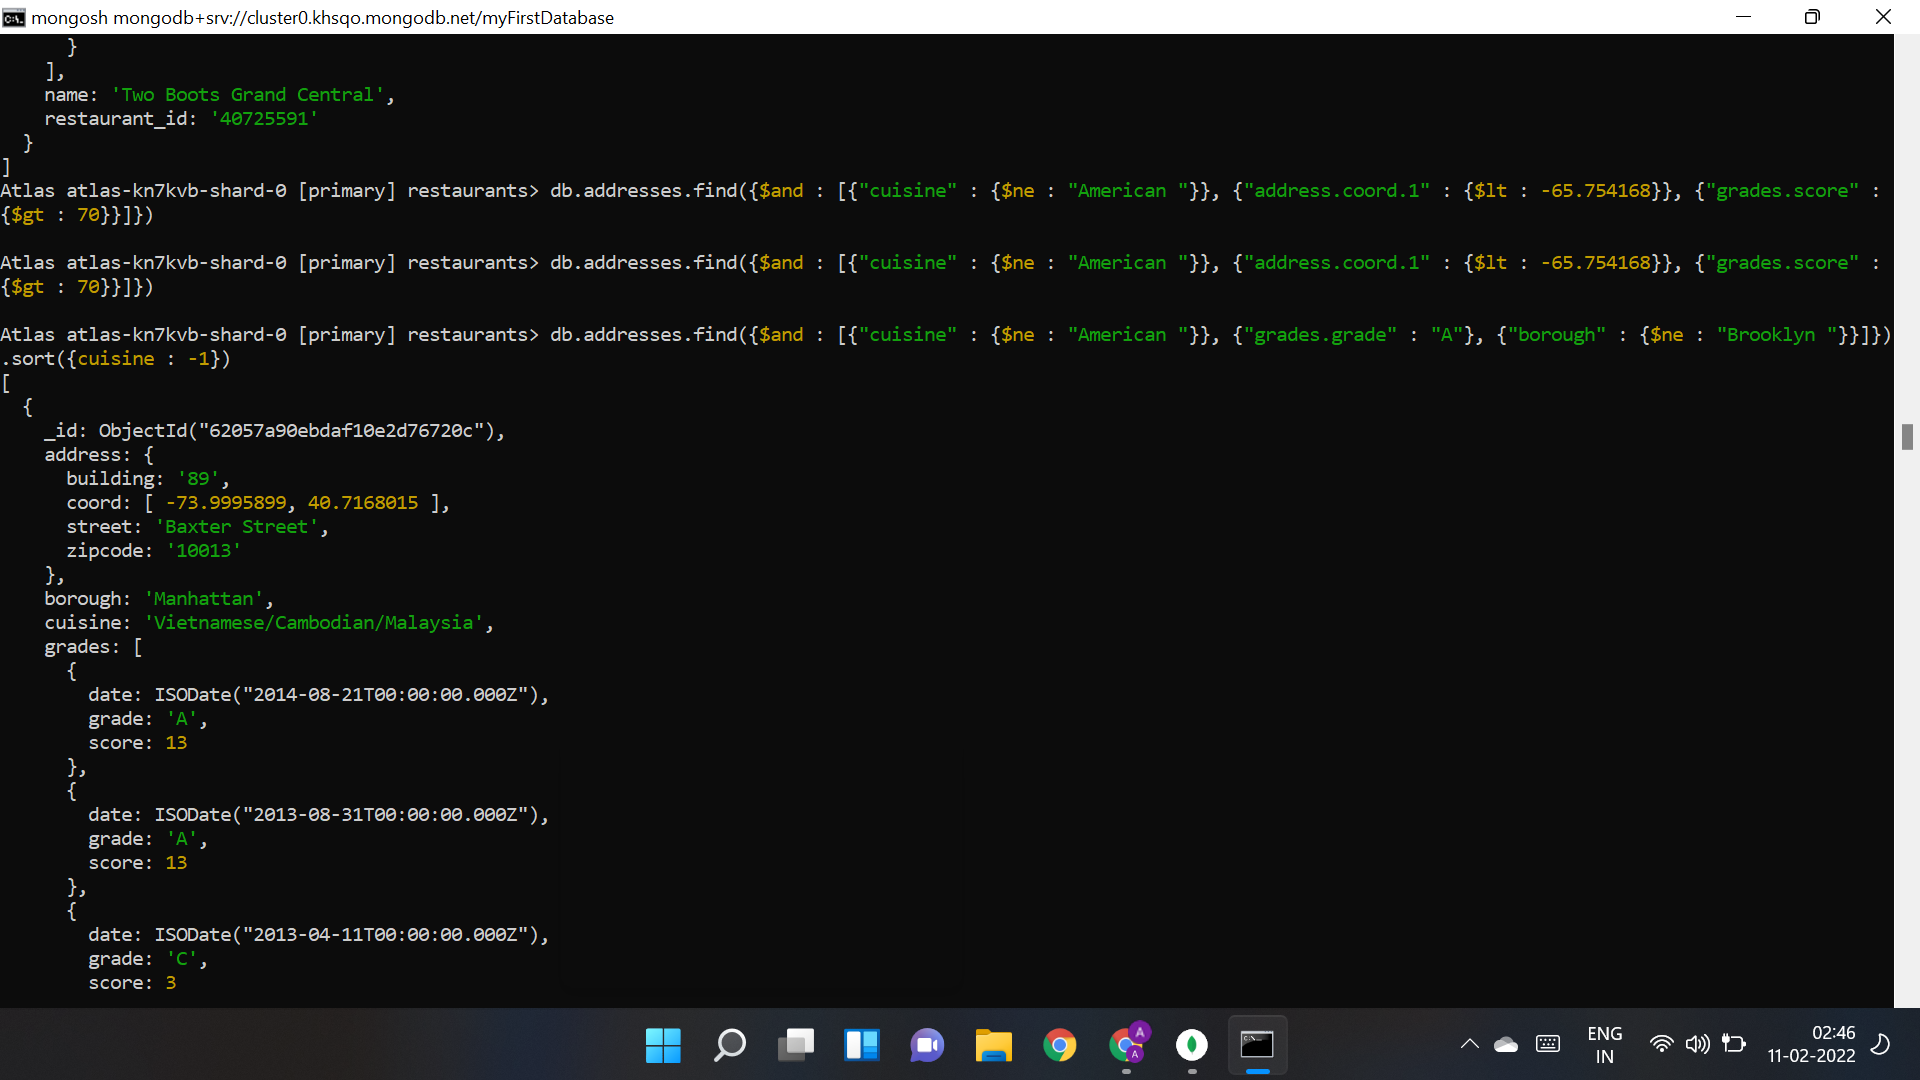 mongosh mongodb+srv://cluster0.khsqo.mongodb.net/myFirstDatabase
      }
    ],
    name: 'Two Boots Grand Central',
    restaurant_id: '40725591'
  }
]
Atlas atlas-kn7kvb-shard-0 [primary] restaurants> db.addresses.find({$and : [{"cuisine" : {$ne : "American "}}, {"address.coord.1" : {$lt : -65.754168}}, {"grades.score" :
{$gt : 70}}]})
Atlas atlas-kn7kvb-shard-0 [primary] restaurants> db.addresses.find({$and : [{"cuisine" : {$ne : "American "}}, {"address.coord.1" : {$lt : -65.754168}}, {"grades.score" :
{$gt : 70}}]})
Atlas atlas-kn7kvb-shard-0 [primary] restaurants> db.addresses.find({$and : [{"cuisine" : {$ne : "American "}}, {"grades.grade" : "A"}, {"borough" : {$ne : "Brooklyn "}}]})
.sort({cuisine : -1})
[
  {
    _id: ObjectId("62057a90ebdaf10e2d76720c"),
    address: {
      building: '89',
      coord: [ -73.9995899, 40.7168015 ],
      street: 'Baxter Street',
      zipcode: '10013'
    },
    borough: 'Manhattan',
    cuisine: 'Vietnamese/Cambodian/Malaysia',
    grades: [
      {
        date: ISODate("2014-08-21T00:00:00.000Z"),
        grade: 'A',
        score: 13
      },
      {
        date: ISODate("2013-08-31T00:00:00.000Z"),
        grade: 'A',
        score: 13
      },
      {
        date: ISODate("2013-04-11T00:00:00.000Z"),
        grade: 'C',
        score: 3
A
A
ENG
IN
02:46
11-02-2022